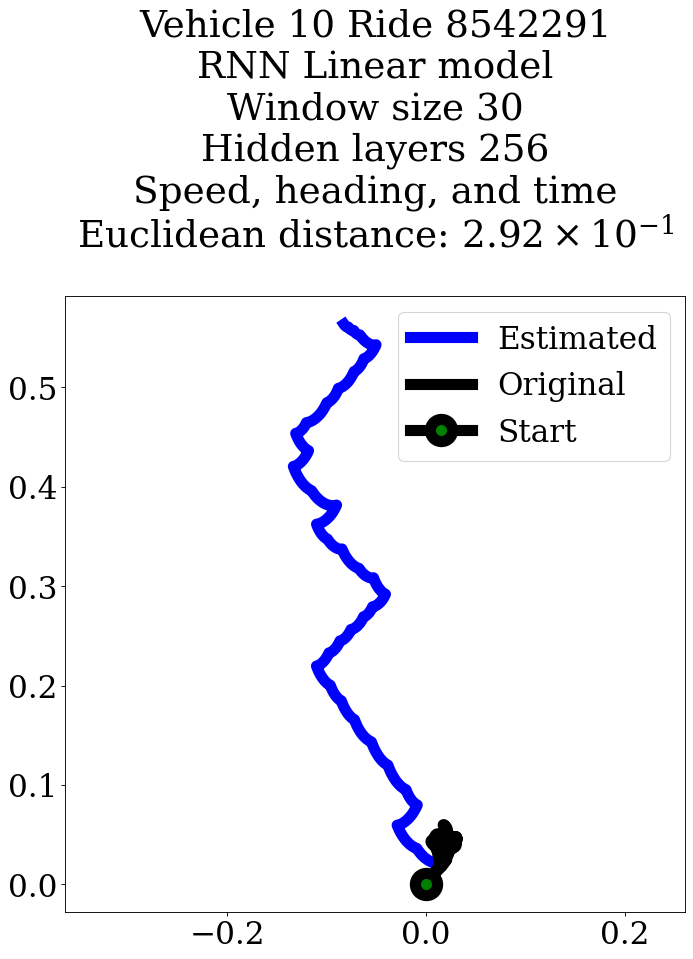 Vehicle 10 Ride 8542291
RNN Linear model
Window size 30
Hidden layers 256
Speed, heading, and time
Euclidean distance: 2.92 × 10⁻¹
Estimated
Original
Start
0.5
0.4
0.3
0.2
0.1
0.0
−0.2 0.0 0.2